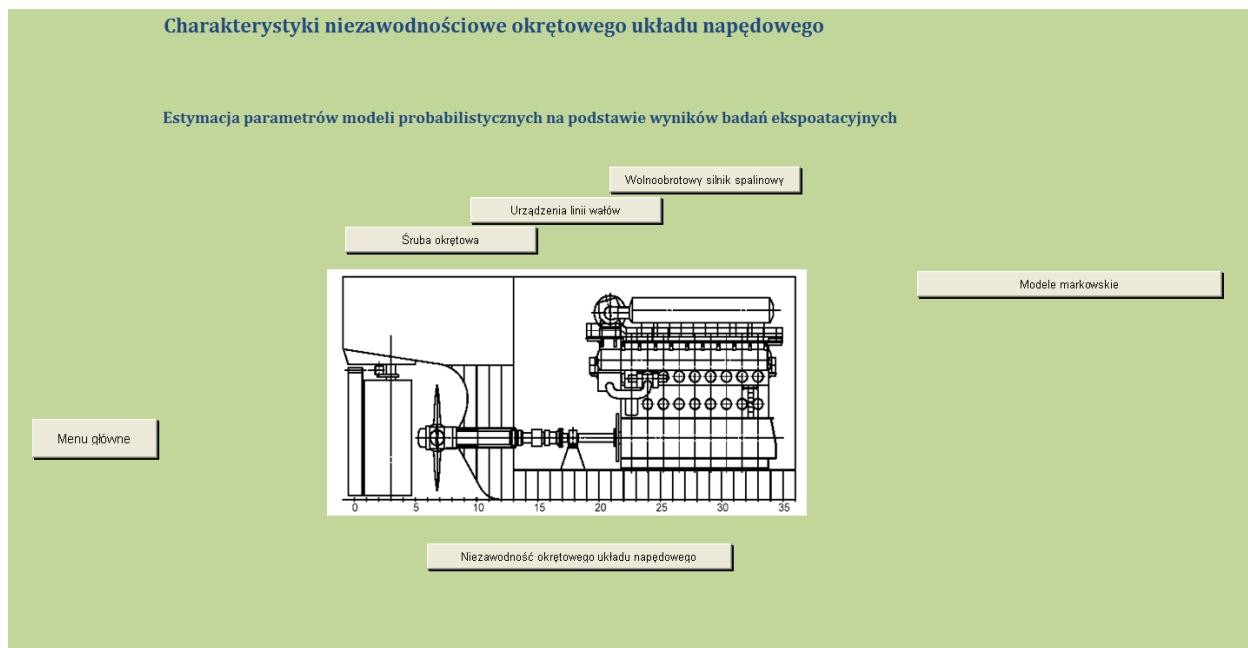 Charakterystyki niezawodnościowe okrętowego układu napędowego
Estymacja parametrów modeli probabilistycznych na podstawie wyników badań ekspoatacyjnych
Wolnoobrotowy silnik spalinowy
Urządzenia linii wałów
Śruba okrętowa
Modele markowskie
Menu główne
0 5 10 15 20 25 30 35
Niezawodność okrętowego układu napędowego